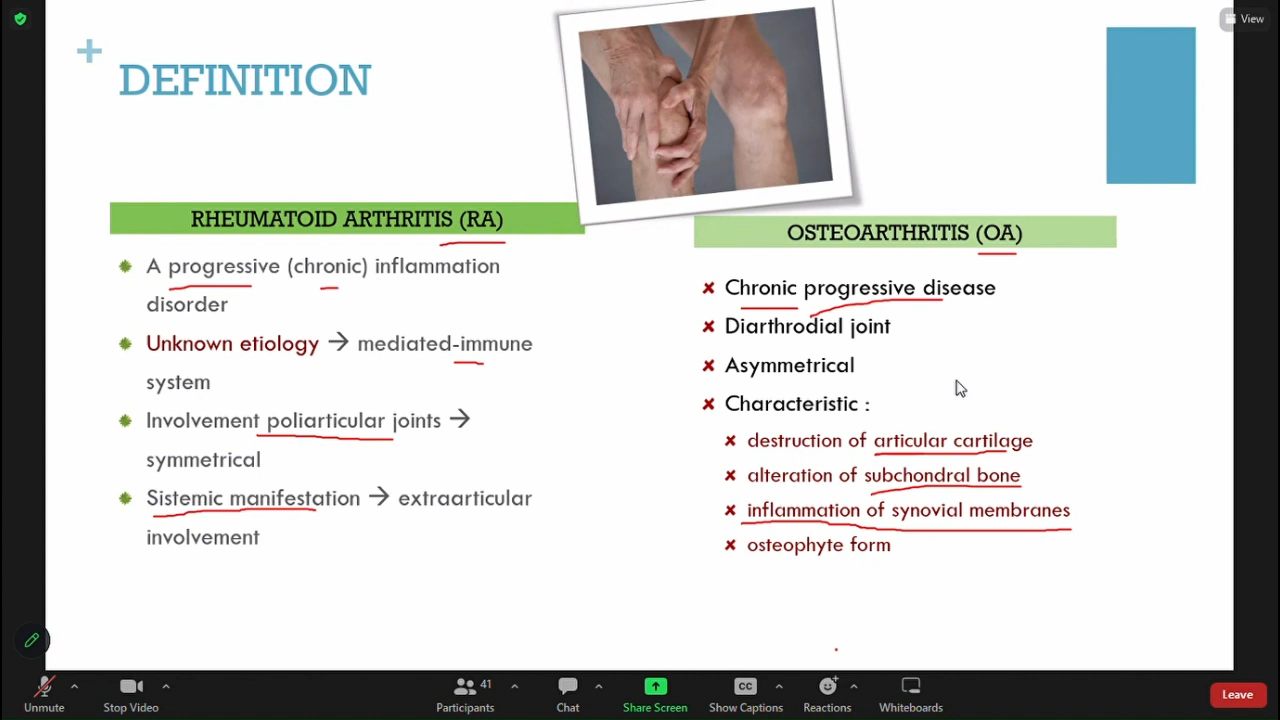 View
+
DEFINITION
RHEUMATOID ARTHRITIS (RA)
A progressive (chronic) inflammation
disorder
Unknown etiology → mediated-immune
system
Involvement poliarticular joints →
symmetrical
Sistemic manifestation → extraarticular
involvement
OSTEOARTHRITIS (OA)
Chronic progressive disease
Diarthrodial joint
Asymmetrical
Characteristic :
destruction of articular cartilage
alteration of subchondral bone
inflammation of synovial membranes
osteophyte form
Unmute
Stop Video
41
Participants
Chat
Share Screen
CC
Show Captions
Reactions
Whiteboards
Leave